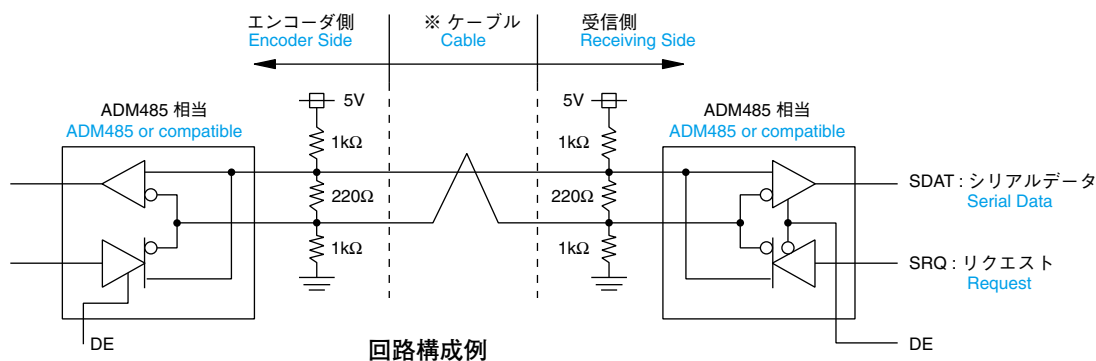 エンコーダ側
Encoder Side
※ ケーブル
Cable
受信側
Receiving Side
ADM485 相当
ADM485 or compatible
5V
1kΩ
220Ω
1kΩ
5V
1kΩ
220Ω
1kΩ
ADM485 相当
ADM485 or compatible
SDAT : シリアルデータ
Serial Data
SRQ : リクエスト
Request
DE
DE
回路構成例